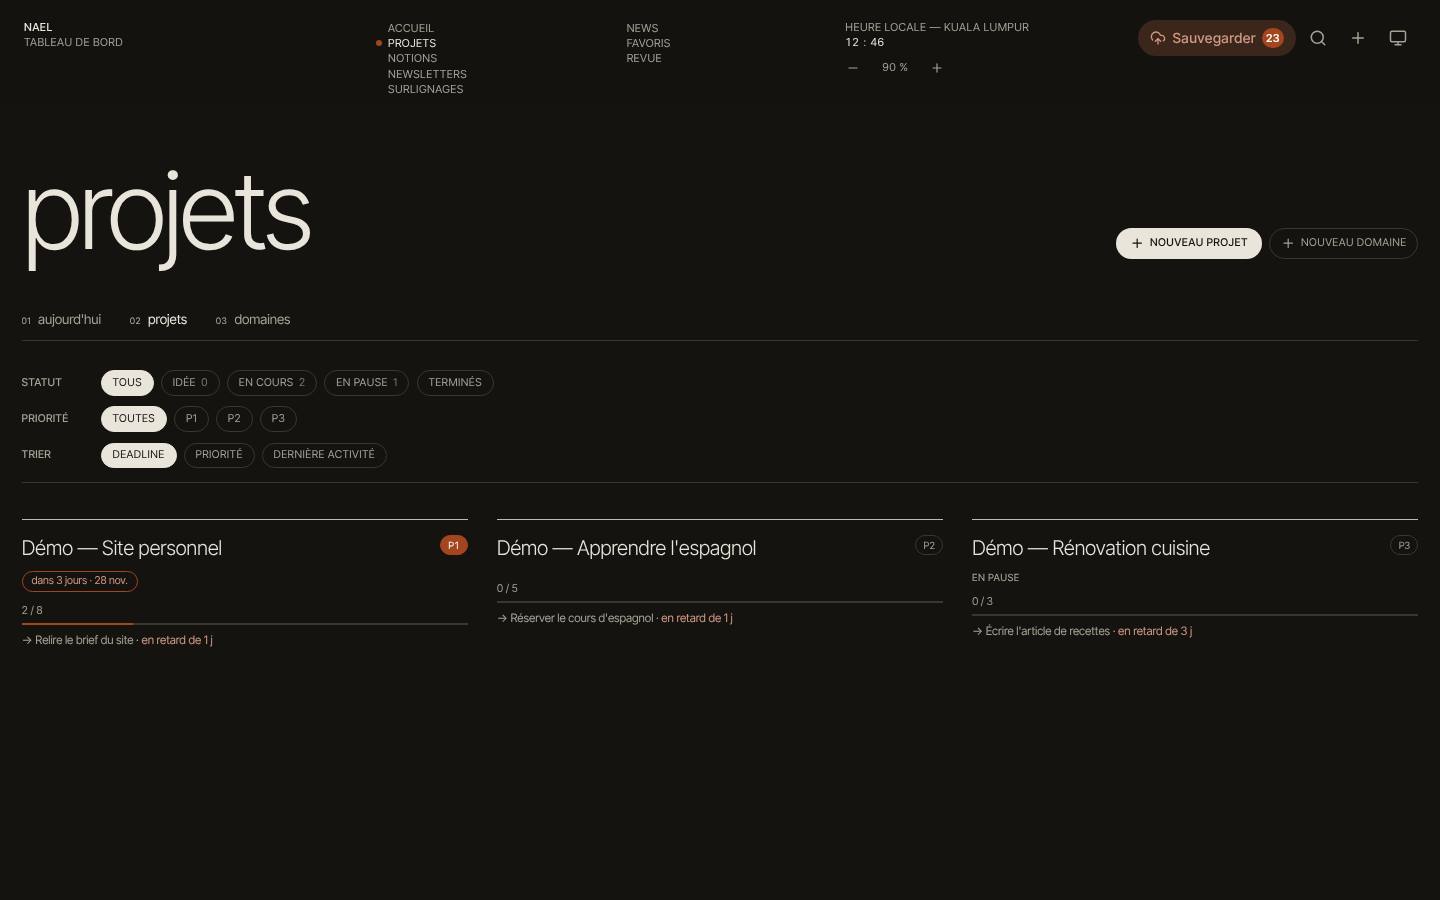 NAEL
TABLEAU DE BORD
ACCUEIL
PROJETS
NOTIONS
NEWSLETTERS
SURLIGNAGES
NEWS
FAVORIS
REVUE
HEURE LOCALE — KUALA LUMPUR
12 : 46
— 90 % +
Sauvegarder 23
projets
+ NOUVEAU PROJET
+ NOUVEAU DOMAINE
01 aujourd'hui 02 projets 03 domaines
STATUT TOUS IDÉE 0 EN COURS 2 EN PAUSE 1 TERMINÉS
PRIORITÉ TOUTES P1 P2 P3
TRIER DEADLINE PRIORITÉ DERNIÈRE ACTIVITÉ
Démo — Site personnel P1
dans 3 jours · 28 nov.
2 / 8
→ Relire le brief du site · en retard de 1 j
Démo — Apprendre l'espagnol P2
0 / 5
→ Réserver le cours d'espagnol · en retard de 1 j
Démo — Rénovation cuisine P3
EN PAUSE
0 / 3
→ Écrire l'article de recettes · en retard de 3 j